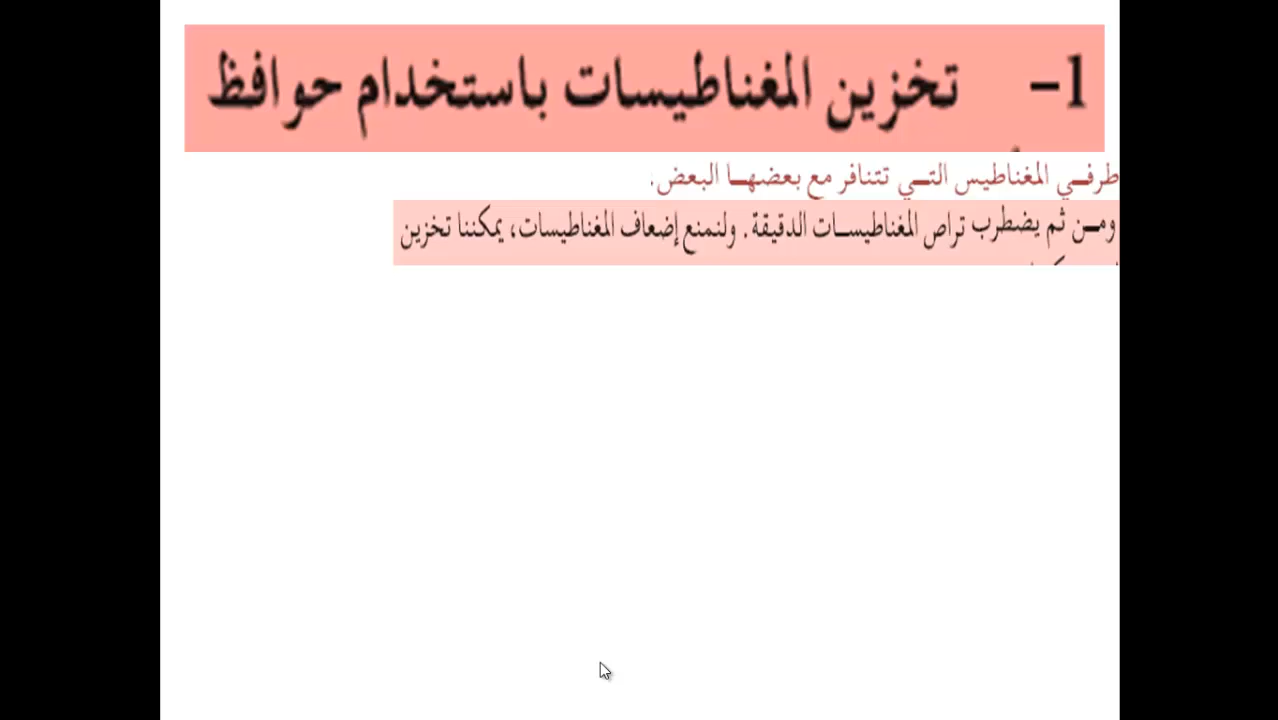 1- تخزين المغناطيسات باستخدام حوافظ
طرفي المغناطيس التي تتنافر مع بعضها البعض.
ومن ثم يضطرب تراص المغناطيسات الدقيقة. ولنمنع إضعاف المغناطيسات، يمكننا تخزين